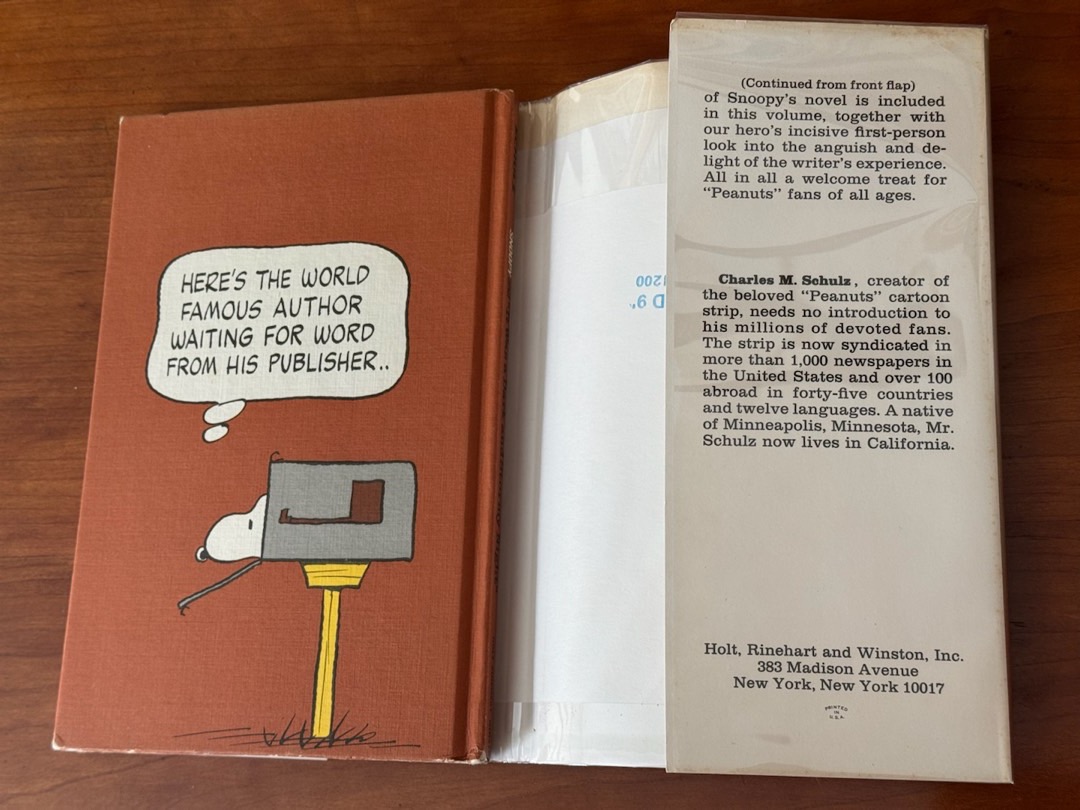 HERE'S THE WORLD
FAMOUS AUTHOR
WAITING FOR WORD
FROM HIS PUBLISHER..
1200
D 9,
(Continued from front flap)
of Snoopy's novel is included
in this volume, together with
our hero's incisive first-person
look into the anguish and de-
light of the writer's experience.
All in all a welcome treat for
"Peanuts" fans of all ages.
Charles M. Schulz, creator of
the beloved "Peanuts" cartoon
strip, needs no introduction to
his millions of devoted fans.
The strip is now syndicated in
more than 1,000 newspapers in
the United States and over 100
abroad in forty-five countries
and twelve languages. A native
of Minneapolis, Minnesota, Mr.
Schulz now lives in California.
Holt, Rinehart and Winston, Inc.
383 Madison Avenue
New York, New York 10017
PRINTED
IN
U.S.A.